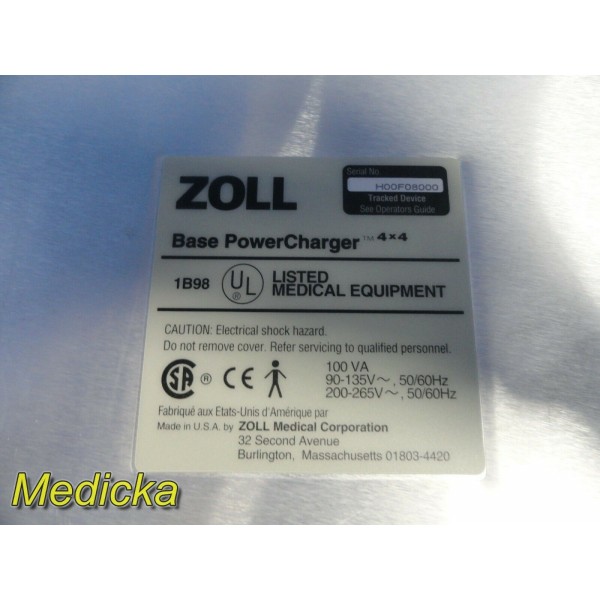 ZOLL
Serial No.
H00F08000
Tracked Device
See Operators Guide
Base PowerCharger™ 4×4
1B98 UL ® LISTED
MEDICAL EQUIPMENT
CAUTION: Electrical shock hazard.
Do not remove cover. Refer servicing to qualified personnel.
SA ® CE
100 VA
90-135V~, 50/60Hz
200-265V~, 50/60Hz
Fabriqué aux Etats-Unis d'Amérique par
Made in U.S.A. by ZOLL Medical Corporation
32 Second Avenue
Burlington, Massachusetts 01803-4420
Medicka